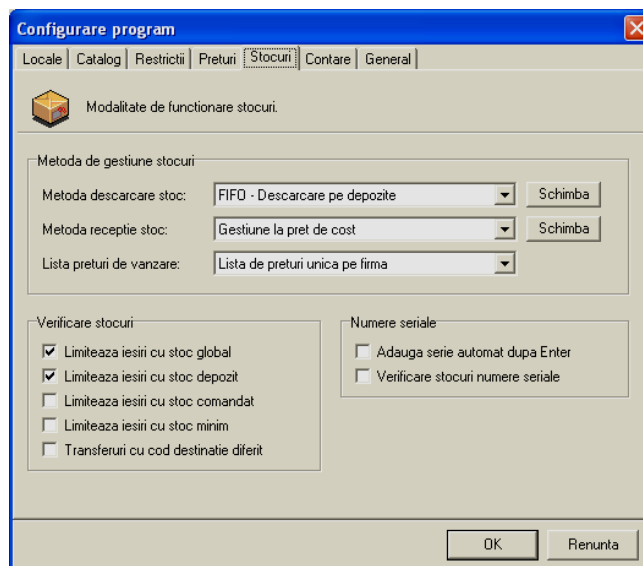 Configurare program
Locale Catalog Restrictii Preturi Stocuri Contare General
Modalitate de functionare stocuri.
Metoda de gestiune stocuri
Metoda descarcare stoc: FIFO - Descarcare pe depozite Schimba
Metoda receptie stoc: Gestiune la pret de cost Schimba
Lista preturi de vanzare: Lista de preturi unica pe firma
Verificare stocuri
Limiteaza iesiri cu stoc global
Limiteaza iesiri cu stoc depozit
Limiteaza iesiri cu stoc comandat
Limiteaza iesiri cu stoc minim
Transferuri cu cod destinatie diferit
Numere seriale
Adauga serie automat dupa Enter
Verificare stocuri numere seriale
OK Renunta